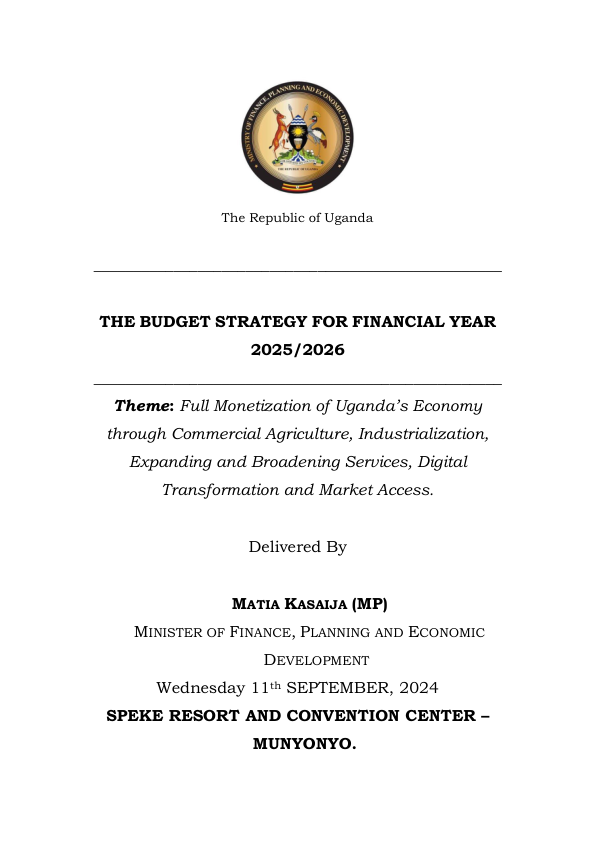 MINISTRY OF FINANCE, PLANNING AND ECONOMIC DEVELOPMENT
THE REPUBLIC OF UGANDA
The Republic of Uganda
THE BUDGET STRATEGY FOR FINANCIAL YEAR
2025/2026
Theme: Full Monetization of Uganda’s Economy
through Commercial Agriculture, Industrialization,
Expanding and Broadening Services, Digital
Transformation and Market Access.
Delivered By
MATIA KASAIJA (MP)
MINISTER OF FINANCE, PLANNING AND ECONOMIC
DEVELOPMENT
Wednesday 11th SEPTEMBER, 2024
SPEKE RESORT AND CONVENTION CENTER –
MUNYONYO.